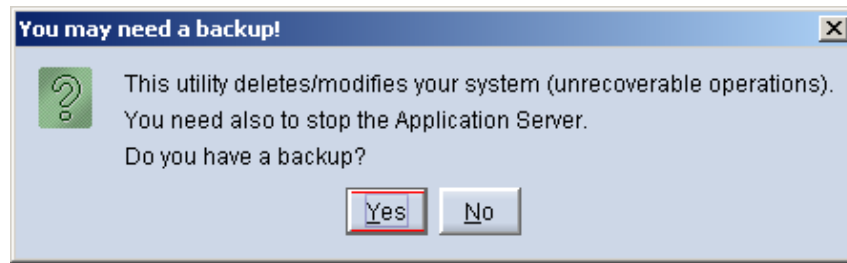 You may need a backup!
This utility deletes/modifies your system (unrecoverable operations).
You need also to stop the Application Server.
Do you have a backup?
Yes No